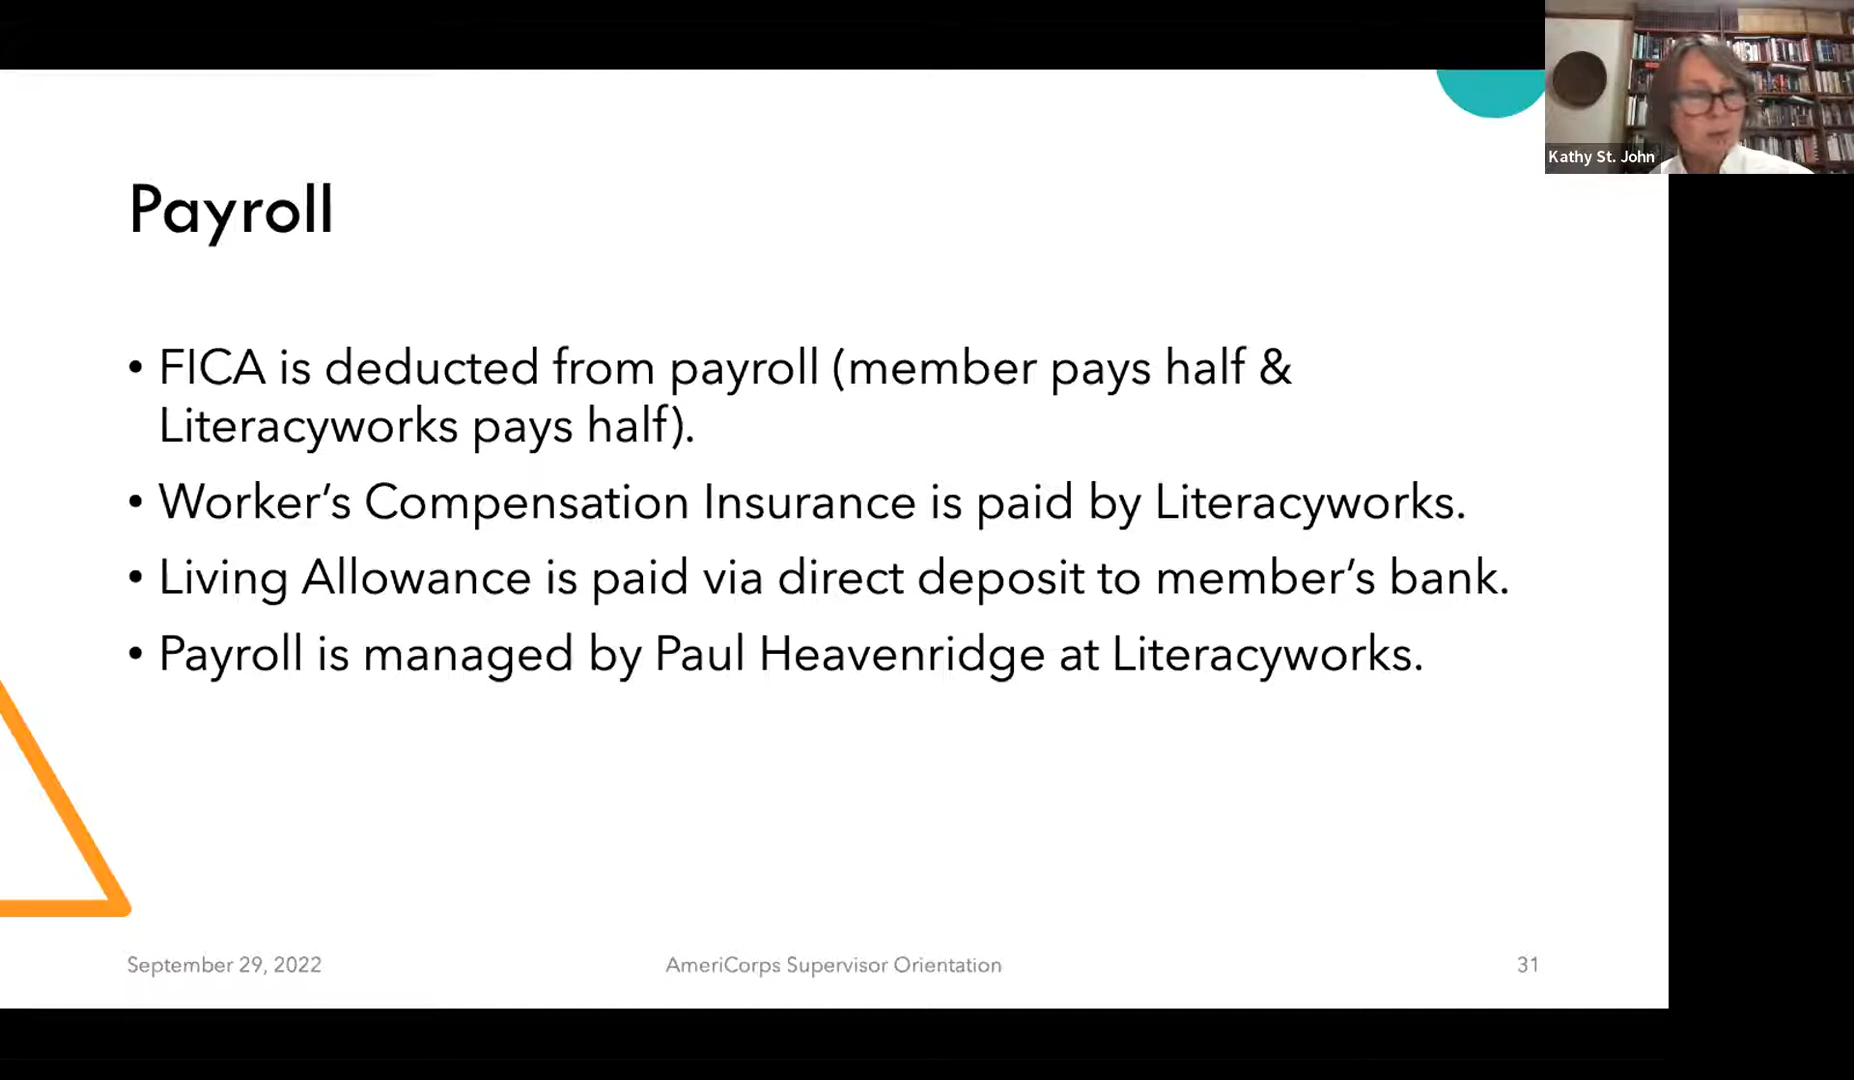 Kathy St. John
Payroll
• FICA is deducted from payroll (member pays half &
Literacyworks pays half).
• Worker’s Compensation Insurance is paid by Literacyworks.
• Living Allowance is paid via direct deposit to member’s bank.
• Payroll is managed by Paul Heavenridge at Literacyworks.
September 29, 2022
AmeriCorps Supervisor Orientation
31